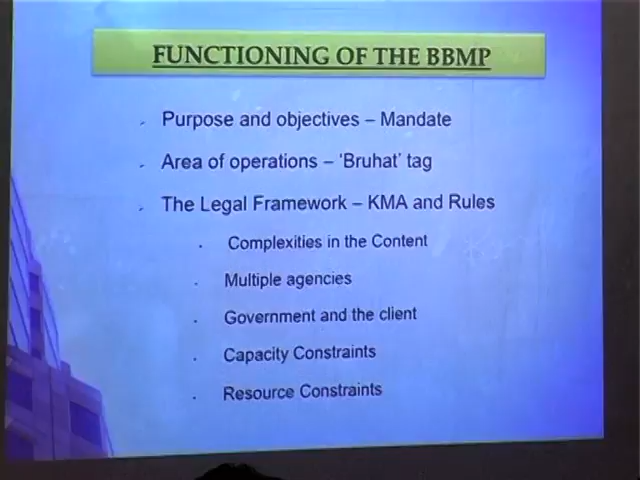 FUNCTIONING OF THE BBMP
Purpose and objectives – Mandate
Area of operations – 'Bruhat' tag
The Legal Framework – KMA and Rules
Complexities in the Content
Multiple agencies
Government and the client
Capacity Constraints
Resource Constraints